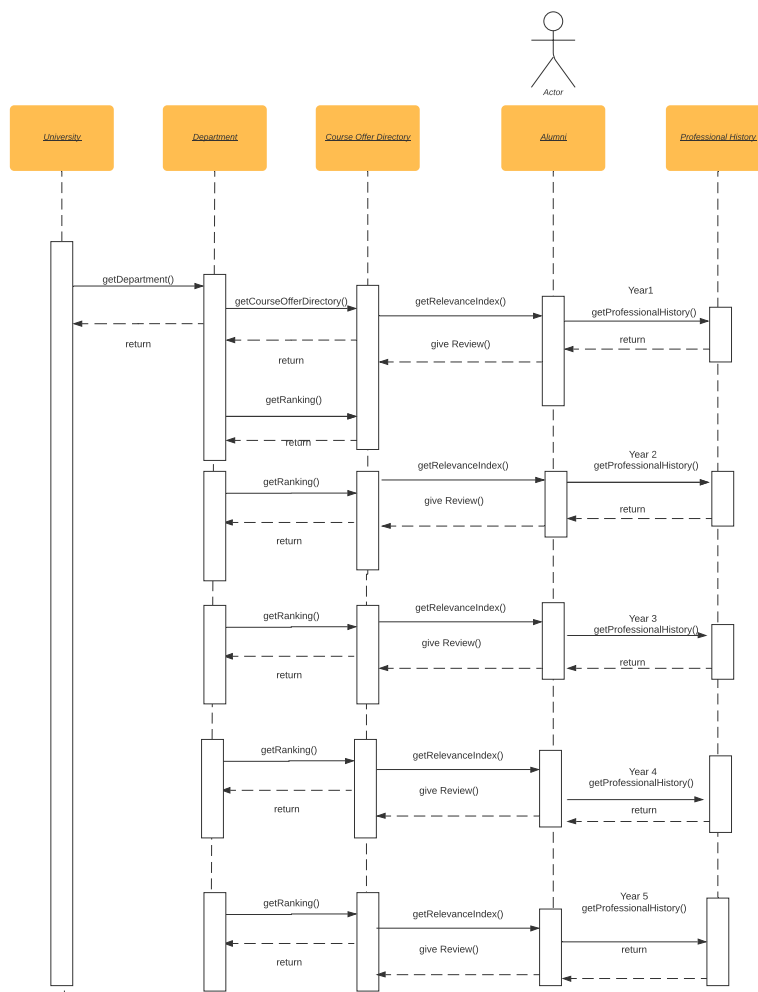 Actor
University
Department
Course Offer Directory
Alumni
Professional History
getDepartment()
return
getCourseOfferDirectory()
return
getRanking()
return
getRelevanceIndex()
give Review()
Year1
getProfessionalHistory()
return
getRanking()
return
getRelevanceIndex()
give Review()
Year 2
getProfessionalHistory()
return
getRanking()
return
getRelevanceIndex()
give Review()
Year 3
getProfessionalHistory()
return
getRanking()
return
getRelevanceIndex()
give Review()
Year 4
getProfessionalHistory()
return
getRanking()
return
getRelevanceIndex()
give Review()
Year 5
getProfessionalHistory()
return